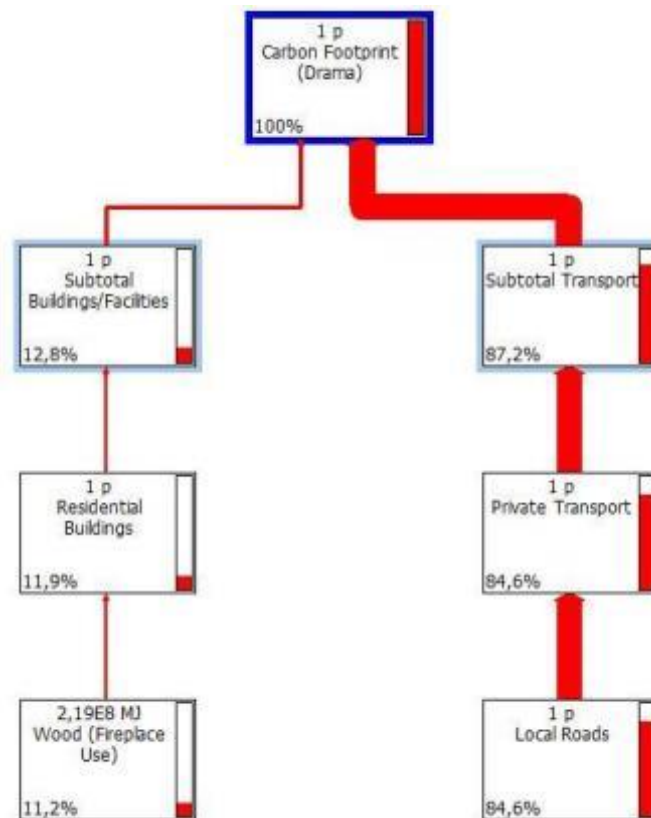 1 p
Carbon Footprint
(Drama)
100%
1 p
Subtotal
Buildings/Facilities
12,8%
1 p
Subtotal Transport
87,2%
1 p
Residential
Buildings
11,9%
1 p
Private Transport
84,6%
2,19E8 MJ
Wood (Fireplace
Use)
11,2%
1 p
Local Roads
84,6%